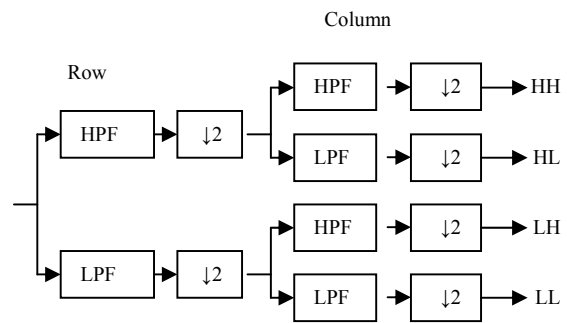 Column
Row
HPF ↓2 HH
HPF ↓2
LPF ↓2 HL
HPF ↓2 LH
LPF ↓2
LPF ↓2 LL